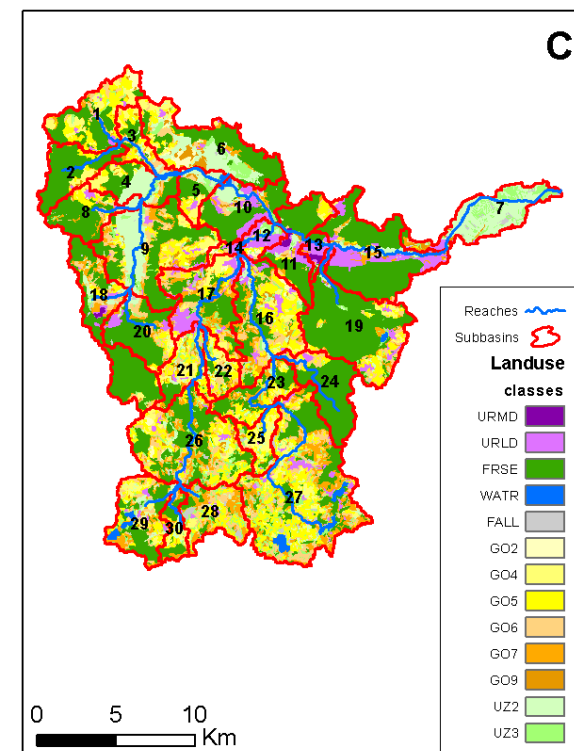 C
1
3
6
2
4
5
7
8
10
12
9
14
13
15
11
18
17
16
19
20
21
22
23
24
26
25
27
28
29
30
Reaches
Subbasins
Landuse
classes
URMD
URLD
FRSE
WATR
FALL
GO2
GO4
GO5
GO6
GO7
GO9
UZ2
UZ3
0 5 10
Km